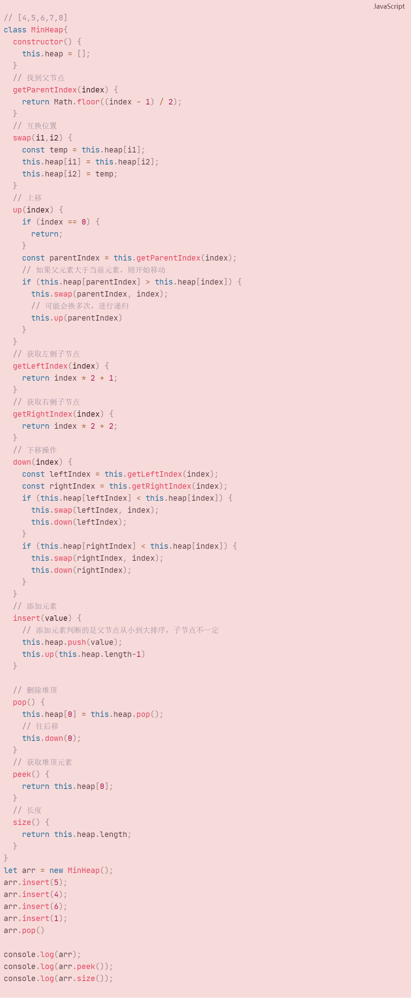 JavaScript
// [4,5,6,7,8]
class MinHeap{
  constructor() {
    this.heap = [];
  }
  // 找到父节点
  getParentIndex(index) {
    return Math.floor((index - 1) / 2);
  }
  // 互换位置
  swap(i1,i2) {
    const temp = this.heap[i1];
    this.heap[i1] = this.heap[i2];
    this.heap[i2] = temp;
  }
  // 上移
  up(index) {
    if (index == 0) {
      return;
    }
    const parentIndex = this.getParentIndex(index);
    // 如果父元素大于当前元素，则开始移动
    if (this.heap[parentIndex] > this.heap[index]) {
      this.swap(parentIndex, index);
      // 可能会换多次，进行递归
      this.up(parentIndex)
    }
  }
  // 获取左侧子节点
  getLeftIndex(index) {
    return index * 2 + 1;
  }
  // 获取右侧子节点
  getRightIndex(index) {
    return index * 2 + 2;
  }
  // 下移操作
  down(index) {
    const leftIndex = this.getLeftIndex(index);
    const rightIndex = this.getRightIndex(index);
    if (this.heap[leftIndex] < this.heap[index]) {
      this.swap(leftIndex, index);
      this.down(leftIndex);
    }
    if (this.heap[rightIndex] < this.heap[index]) {
      this.swap(rightIndex, index);
      this.down(rightIndex);
    }
  }
  // 添加元素
  insert(value) {
    // 添加元素判断的是父节点从小到大排序，子节点不一定
    this.heap.push(value);
    this.up(this.heap.length-1)
  }

  // 删除堆顶
  pop() {
    this.heap[0] = this.heap.pop();
    // 往后移
    this.down(0);
  }
  // 获取堆顶元素
  peek() {
    return this.heap[0];
  }
  // 长度
  size() {
    return this.heap.length;
  }
}
let arr = new MinHeap();
arr.insert(5);
arr.insert(4);
arr.insert(6);
arr.insert(1);
arr.pop()

console.log(arr);
console.log(arr.peek());
console.log(arr.size());